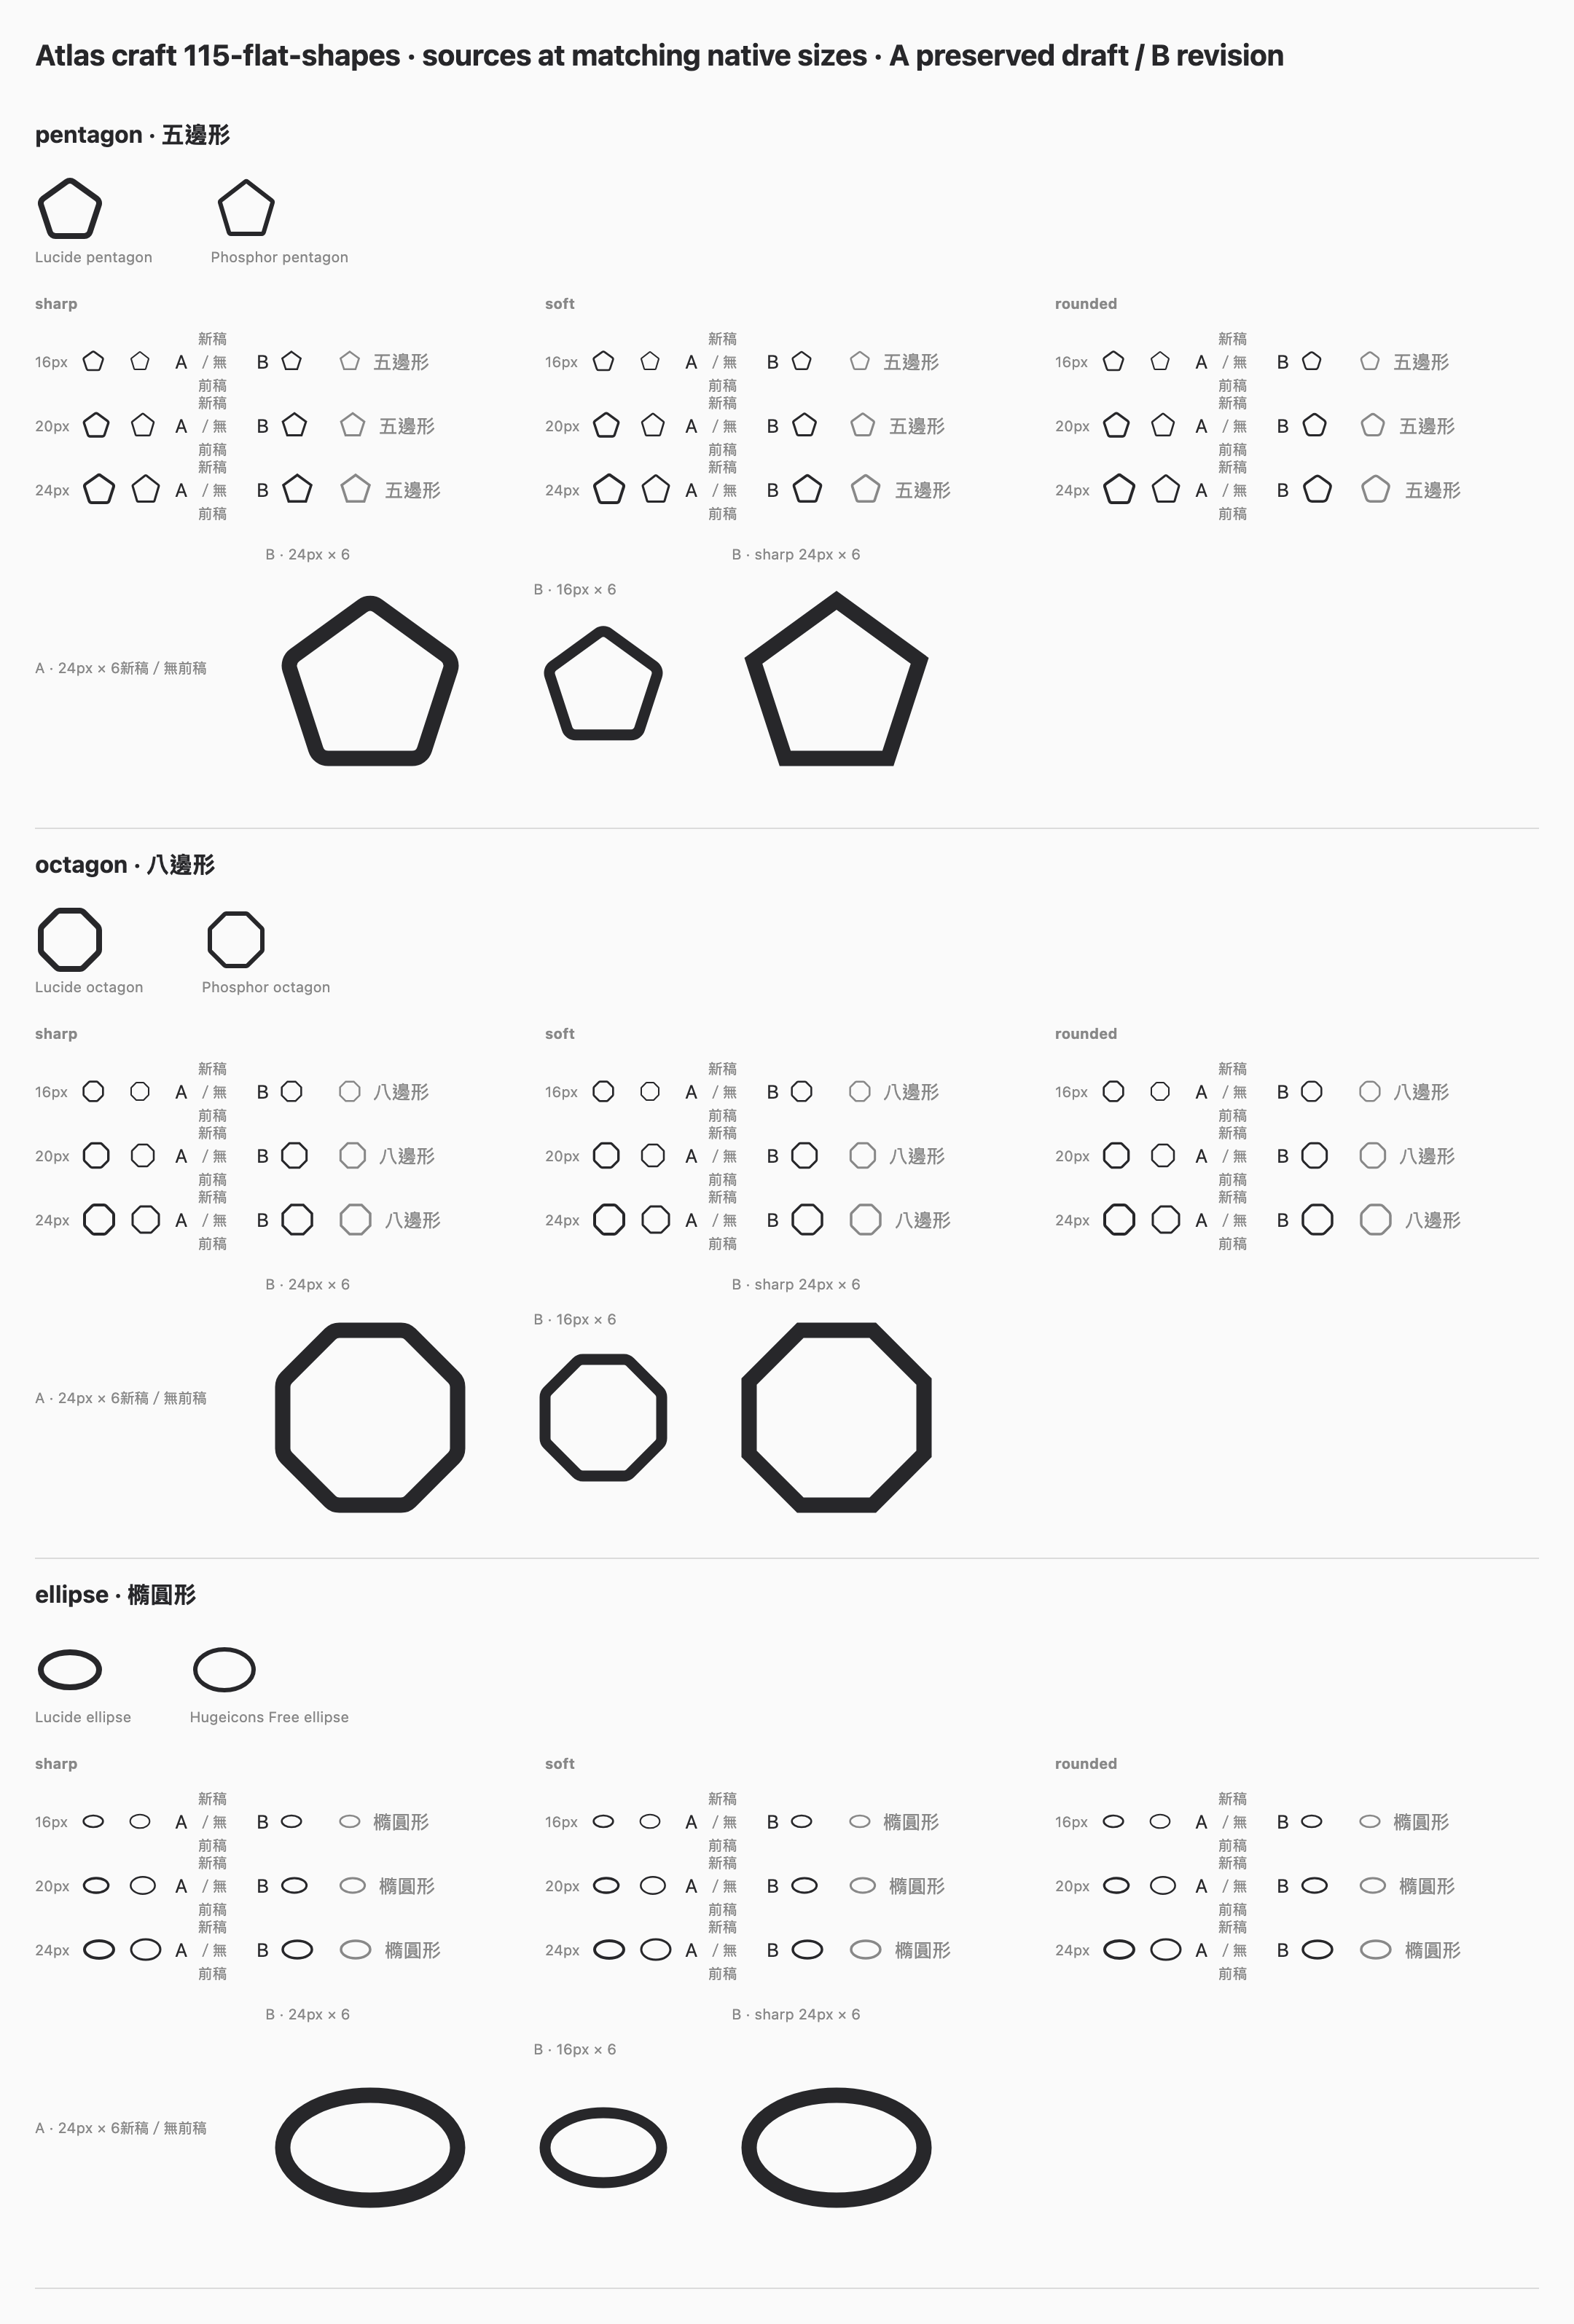 Atlas craft 115-flat-shapes · sources at matching native sizes · A preserved draft / B revision
pentagon · 五邊形
Lucide pentagon
Phosphor pentagon
sharp
soft
rounded
16px A 新稿 / 無前稿 B 五邊形
16px A 新稿 / 無前稿 B 五邊形
16px A 新稿 / 無前稿 B 五邊形
20px A 新稿 / 無前稿 B 五邊形
20px A 新稿 / 無前稿 B 五邊形
20px A 新稿 / 無前稿 B 五邊形
24px A 新稿 / 無前稿 B 五邊形
24px A 新稿 / 無前稿 B 五邊形
24px A 新稿 / 無前稿 B 五邊形
A · 24px × 6新稿 / 無前稿
B · 24px × 6
B · 16px × 6
B · sharp 24px × 6
octagon · 八邊形
Lucide octagon
Phosphor octagon
sharp
soft
rounded
16px A 新稿 / 無前稿 B 八邊形
16px A 新稿 / 無前稿 B 八邊形
16px A 新稿 / 無前稿 B 八邊形
20px A 新稿 / 無前稿 B 八邊形
20px A 新稿 / 無前稿 B 八邊形
20px A 新稿 / 無前稿 B 八邊形
24px A 新稿 / 無前稿 B 八邊形
24px A 新稿 / 無前稿 B 八邊形
24px A 新稿 / 無前稿 B 八邊形
A · 24px × 6新稿 / 無前稿
B · 24px × 6
B · 16px × 6
B · sharp 24px × 6
ellipse · 橢圓形
Lucide ellipse
Hugeicons Free ellipse
sharp
soft
rounded
16px A 新稿 / 無前稿 B 橢圓形
16px A 新稿 / 無前稿 B 橢圓形
16px A 新稿 / 無前稿 B 橢圓形
20px A 新稿 / 無前稿 B 橢圓形
20px A 新稿 / 無前稿 B 橢圓形
20px A 新稿 / 無前稿 B 橢圓形
24px A 新稿 / 無前稿 B 橢圓形
24px A 新稿 / 無前稿 B 橢圓形
24px A 新稿 / 無前稿 B 橢圓形
A · 24px × 6新稿 / 無前稿
B · 24px × 6
B · 16px × 6
B · sharp 24px × 6